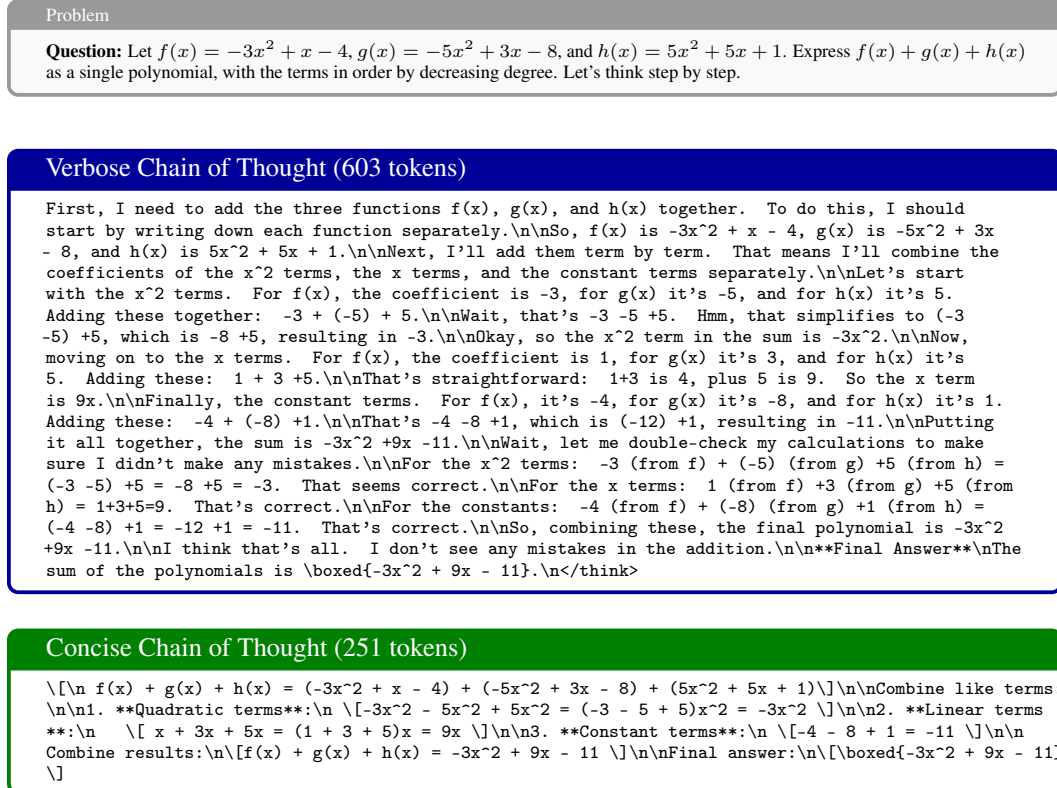 Problem
Question: Let f(x) = −3x² + x − 4, g(x) = −5x² + 3x − 8, and h(x) = 5x² + 5x + 1. Express f(x) + g(x) + h(x)
as a single polynomial, with the terms in order by decreasing degree. Let's think step by step.
Verbose Chain of Thought (603 tokens)
First, I need to add the three functions f(x), g(x), and h(x) together. To do this, I should
start by writing down each function separately.\n\nSo, f(x) is -3x^2 + x - 4, g(x) is -5x^2 + 3x
- 8, and h(x) is 5x^2 + 5x + 1.\n\nNext, I'll add them term by term. That means I'll combine the
coefficients of the x^2 terms, the x terms, and the constant terms separately.\n\nLet's start
with the x^2 terms. For f(x), the coefficient is -3, for g(x) it's -5, and for h(x) it's 5.
Adding these together: -3 + (-5) + 5.\n\nWait, that's -3 -5 +5. Hmm, that simplifies to (-3
-5) +5, which is -8 +5, resulting in -3.\n\nOkay, so the x^2 term in the sum is -3x^2.\n\nNow,
moving on to the x terms. For f(x), the coefficient is 1, for g(x) it's 3, and for h(x) it's
5. Adding these: 1 + 3 +5.\n\nThat's straightforward: 1+3 is 4, plus 5 is 9. So the x term
is 9x.\n\nFinally, the constant terms. For f(x), it's -4, for g(x) it's -8, and for h(x) it's 1.
Adding these: -4 + (-8) +1.\n\nThat's -4 -8 +1, which is (-12) +1, resulting in -11.\n\nPutting
it all together, the sum is -3x^2 +9x -11.\n\nWait, let me double-check my calculations to make
sure I didn't make any mistakes.\n\nFor the x^2 terms: -3 (from f) + (-5) (from g) +5 (from h) =
(-3 -5) +5 = -8 +5 = -3. That seems correct.\n\nFor the x terms: 1 (from f) +3 (from g) +5 (from
h) = 1+3+5=9. That's correct.\n\nFor the constants: -4 (from f) + (-8) (from g) +1 (from h) =
(-4 -8) +1 = -12 +1 = -11. That's correct.\n\nSo, combining these, the final polynomial is -3x^2
+9x -11.\n\nI think that's all. I don't see any mistakes in the addition.\n\n**Final Answer**\nThe
sum of the polynomials is \boxed{-3x^2 + 9x - 11}.\n</think>
Concise Chain of Thought (251 tokens)
\[\n f(x) + g(x) + h(x) = (-3x^2 + x - 4) + (-5x^2 + 3x - 8) + (5x^2 + 5x + 1)\]\n\nCombine like terms:
\n\n1. **Quadratic terms**:\n \[-3x^2 - 5x^2 + 5x^2 = (-3 - 5 + 5)x^2 = -3x^2 \]\n\n2. **Linear terms
**:\n \[ x + 3x + 5x = (1 + 3 + 5)x = 9x \]\n\n3. **Constant terms**:\n \[-4 - 8 + 1 = -11 \]\n\n
Combine results:\n\[f(x) + g(x) + h(x) = -3x^2 + 9x - 11 \]\n\nFinal answer:\n\[\boxed{-3x^2 + 9x - 11}
\]